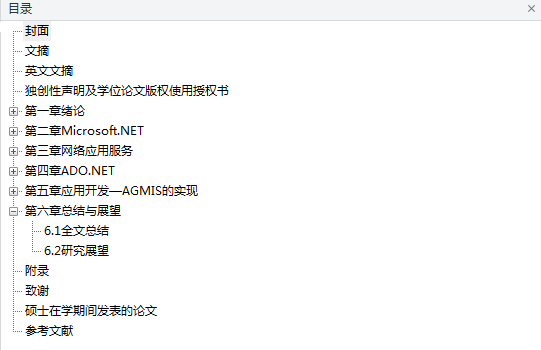 目录
封面
文摘
英文文摘
独创性声明及学位论文版权使用授权书
第一章绪论
第二章Microsoft.NET
第三章网络应用服务
第四章ADO.NET
第五章应用开发—AGMIS的实现
第六章总结与展望
6.1全文总结
6.2研究展望
附录
致谢
硕士在学期间发表的论文
参考文献